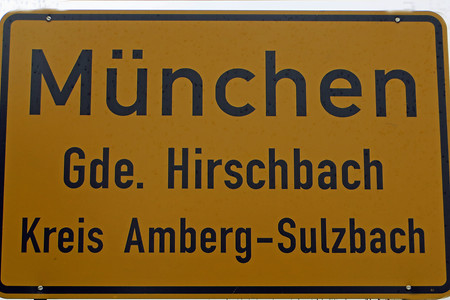 München
Gde. Hirschbach
Kreis Amberg-Sulzbach